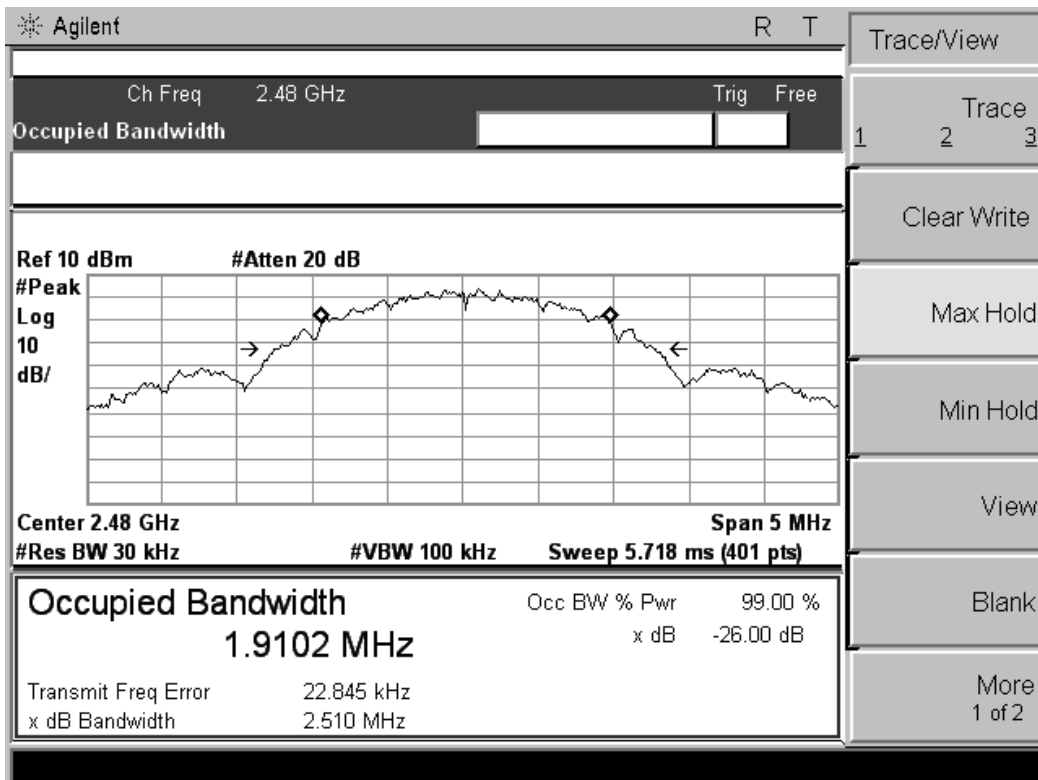 Agilent R T
Trace/View
Ch Freq 2.48 GHz Trig Free
Occupied Bandwidth
Trace
1 2 3
Clear Write
Ref 10 dBm #Atten 20 dB
#Peak
Log
10
dB/
Max Hold
Min Hold
View
Center 2.48 GHz Span 5 MHz
#Res BW 30 kHz #VBW 100 kHz Sweep 5.718 ms (401 pts)
Occupied Bandwidth Occ BW % Pwr 99.00 %
1.9102 MHz x dB -26.00 dB
Transmit Freq Error 22.845 kHz
x dB Bandwidth 2.510 MHz
Blank
More
1 of 2